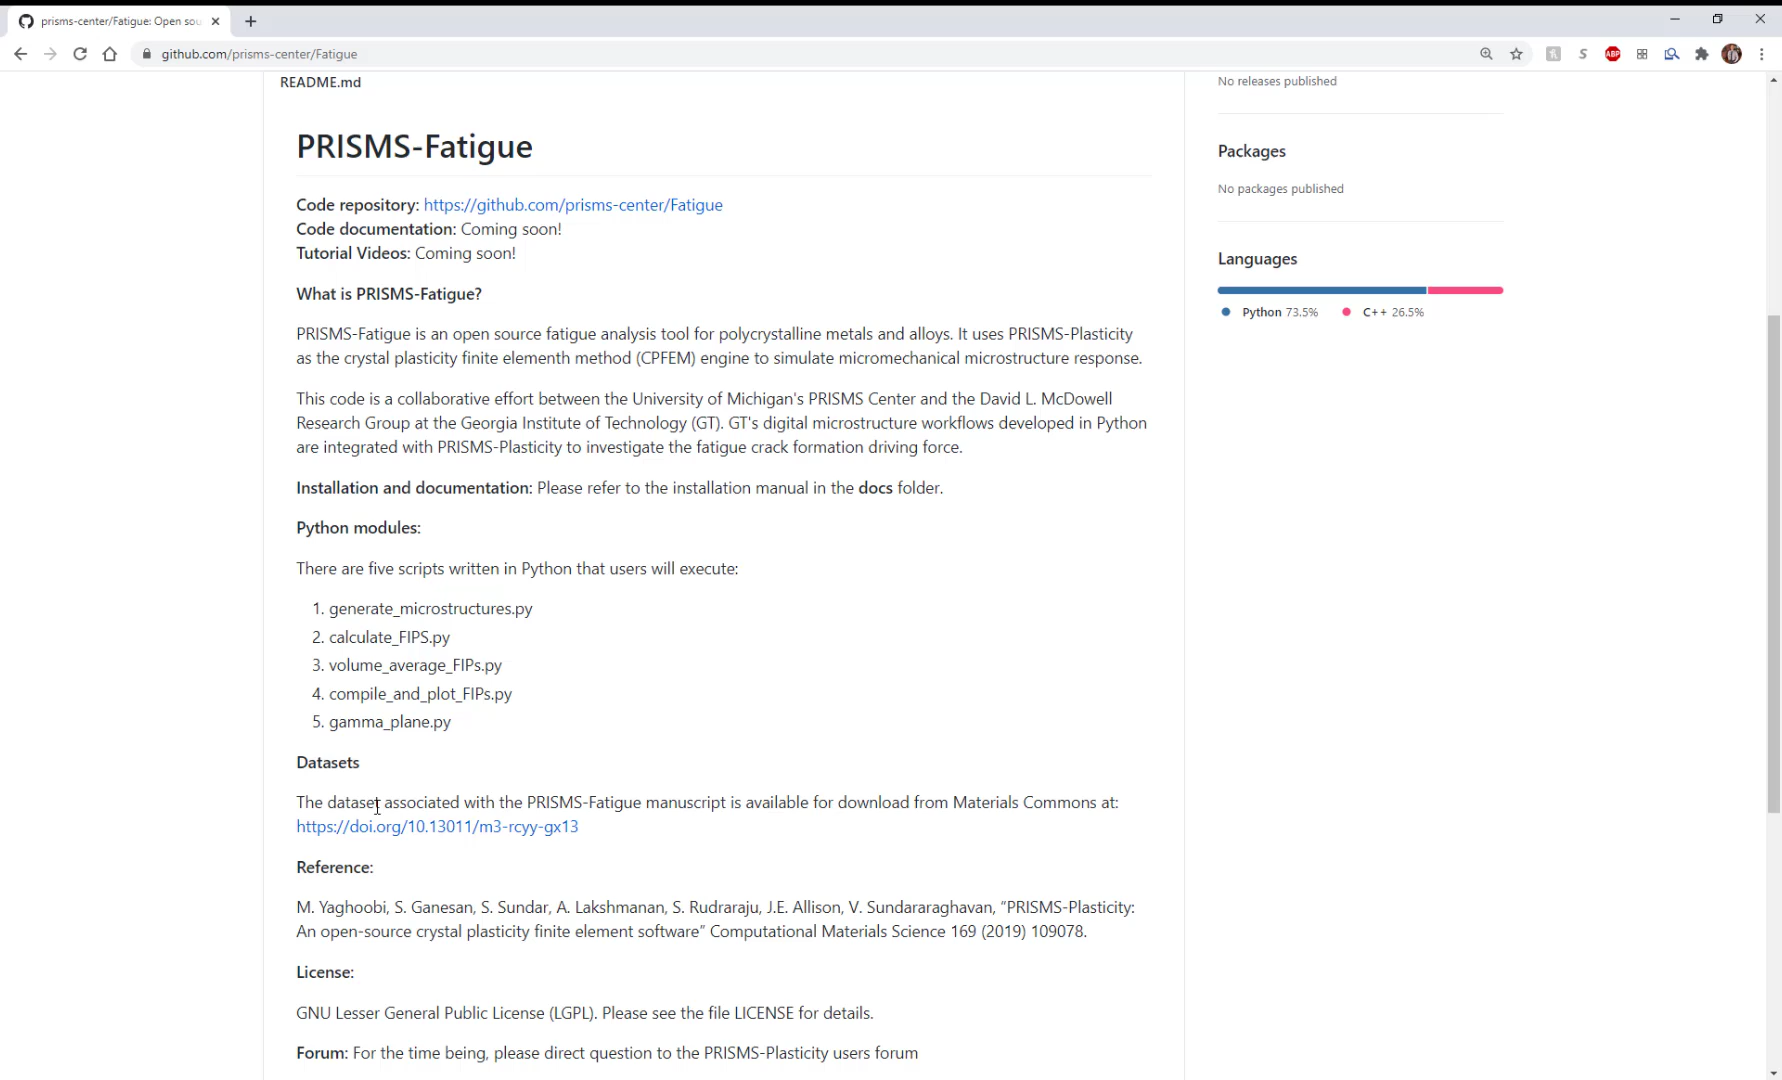 prisms-center/Fatigue: Open sou
github.com/prisms-center/Fatigue
ABP
README.md
No releases published
PRISMS-Fatigue
Packages
No packages published
Code repository: https://github.com/prisms-center/Fatigue
Code documentation: Coming soon!
Tutorial Videos: Coming soon!
Languages
Python 73.5%
C++ 26.5%
What is PRISMS-Fatigue?
PRISMS-Fatigue is an open source fatigue analysis tool for polycrystalline metals and alloys. It uses PRISMS-Plasticity
as the crystal plasticity finite elementh method (CPFEM) engine to simulate micromechanical microstructure response.
This code is a collaborative effort between the University of Michigan's PRISMS Center and the David L. McDowell
Research Group at the Georgia Institute of Technology (GT). GT's digital microstructure workflows developed in Python
are integrated with PRISMS-Plasticity to investigate the fatigue crack formation driving force.
Installation and documentation: Please refer to the installation manual in the docs folder.
Python modules:
There are five scripts written in Python that users will execute:
1. generate_microstructures.py
2. calculate_FIPS.py
3. volume_average_FIPs.py
4. compile_and_plot_FIPs.py
5. gamma_plane.py
Datasets
The dataset associated with the PRISMS-Fatigue manuscript is available for download from Materials Commons at:
https://doi.org/10.13011/m3-rcyy-gx13
Reference:
M. Yaghoobi, S. Ganesan, S. Sundar, A. Lakshmanan, S. Rudraraju, J.E. Allison, V. Sundararaghavan, “PRISMS-Plasticity:
An open-source crystal plasticity finite element software” Computational Materials Science 169 (2019) 109078.
License:
GNU Lesser General Public License (LGPL). Please see the file LICENSE for details.
Forum: For the time being, please direct question to the PRISMS-Plasticity users forum